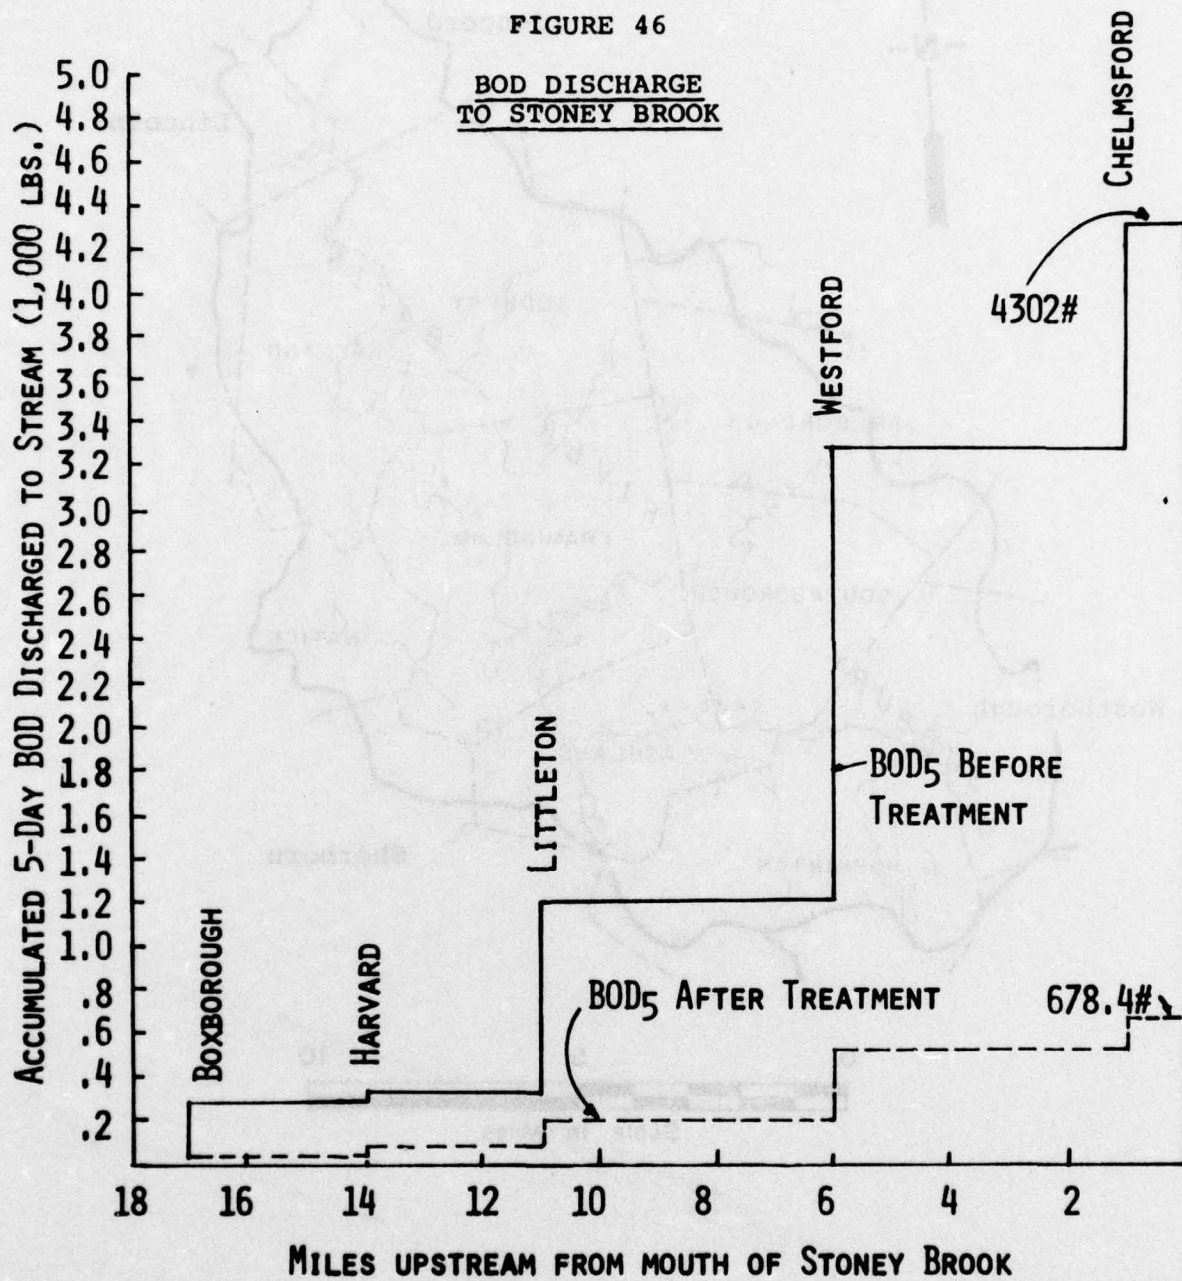 FIGURE 46
BOD DISCHARGE
TO STONEY BROOK
ACCUMULATED 5-DAY BOD DISCHARGED TO STREAM (1,000 LBS.)
5.0
4.8
4.6
4.4
4.2
4.0
3.8
3.6
3.4
3.2
3.0
2.8
2.6
2.4
2.2
2.0
1.8
1.6
1.4
1.2
1.0
.8
.6
.4
.2
BOXBOROUGH
HARVARD
LITTLETON
WESTFORD
CHELMSFORD
4302#
BOD5 BEFORE
TREATMENT
BOD5 AFTER TREATMENT
678.4#
18 16 14 12 10 8 6 4 2
MILES UPSTREAM FROM MOUTH OF STONEY BROOK